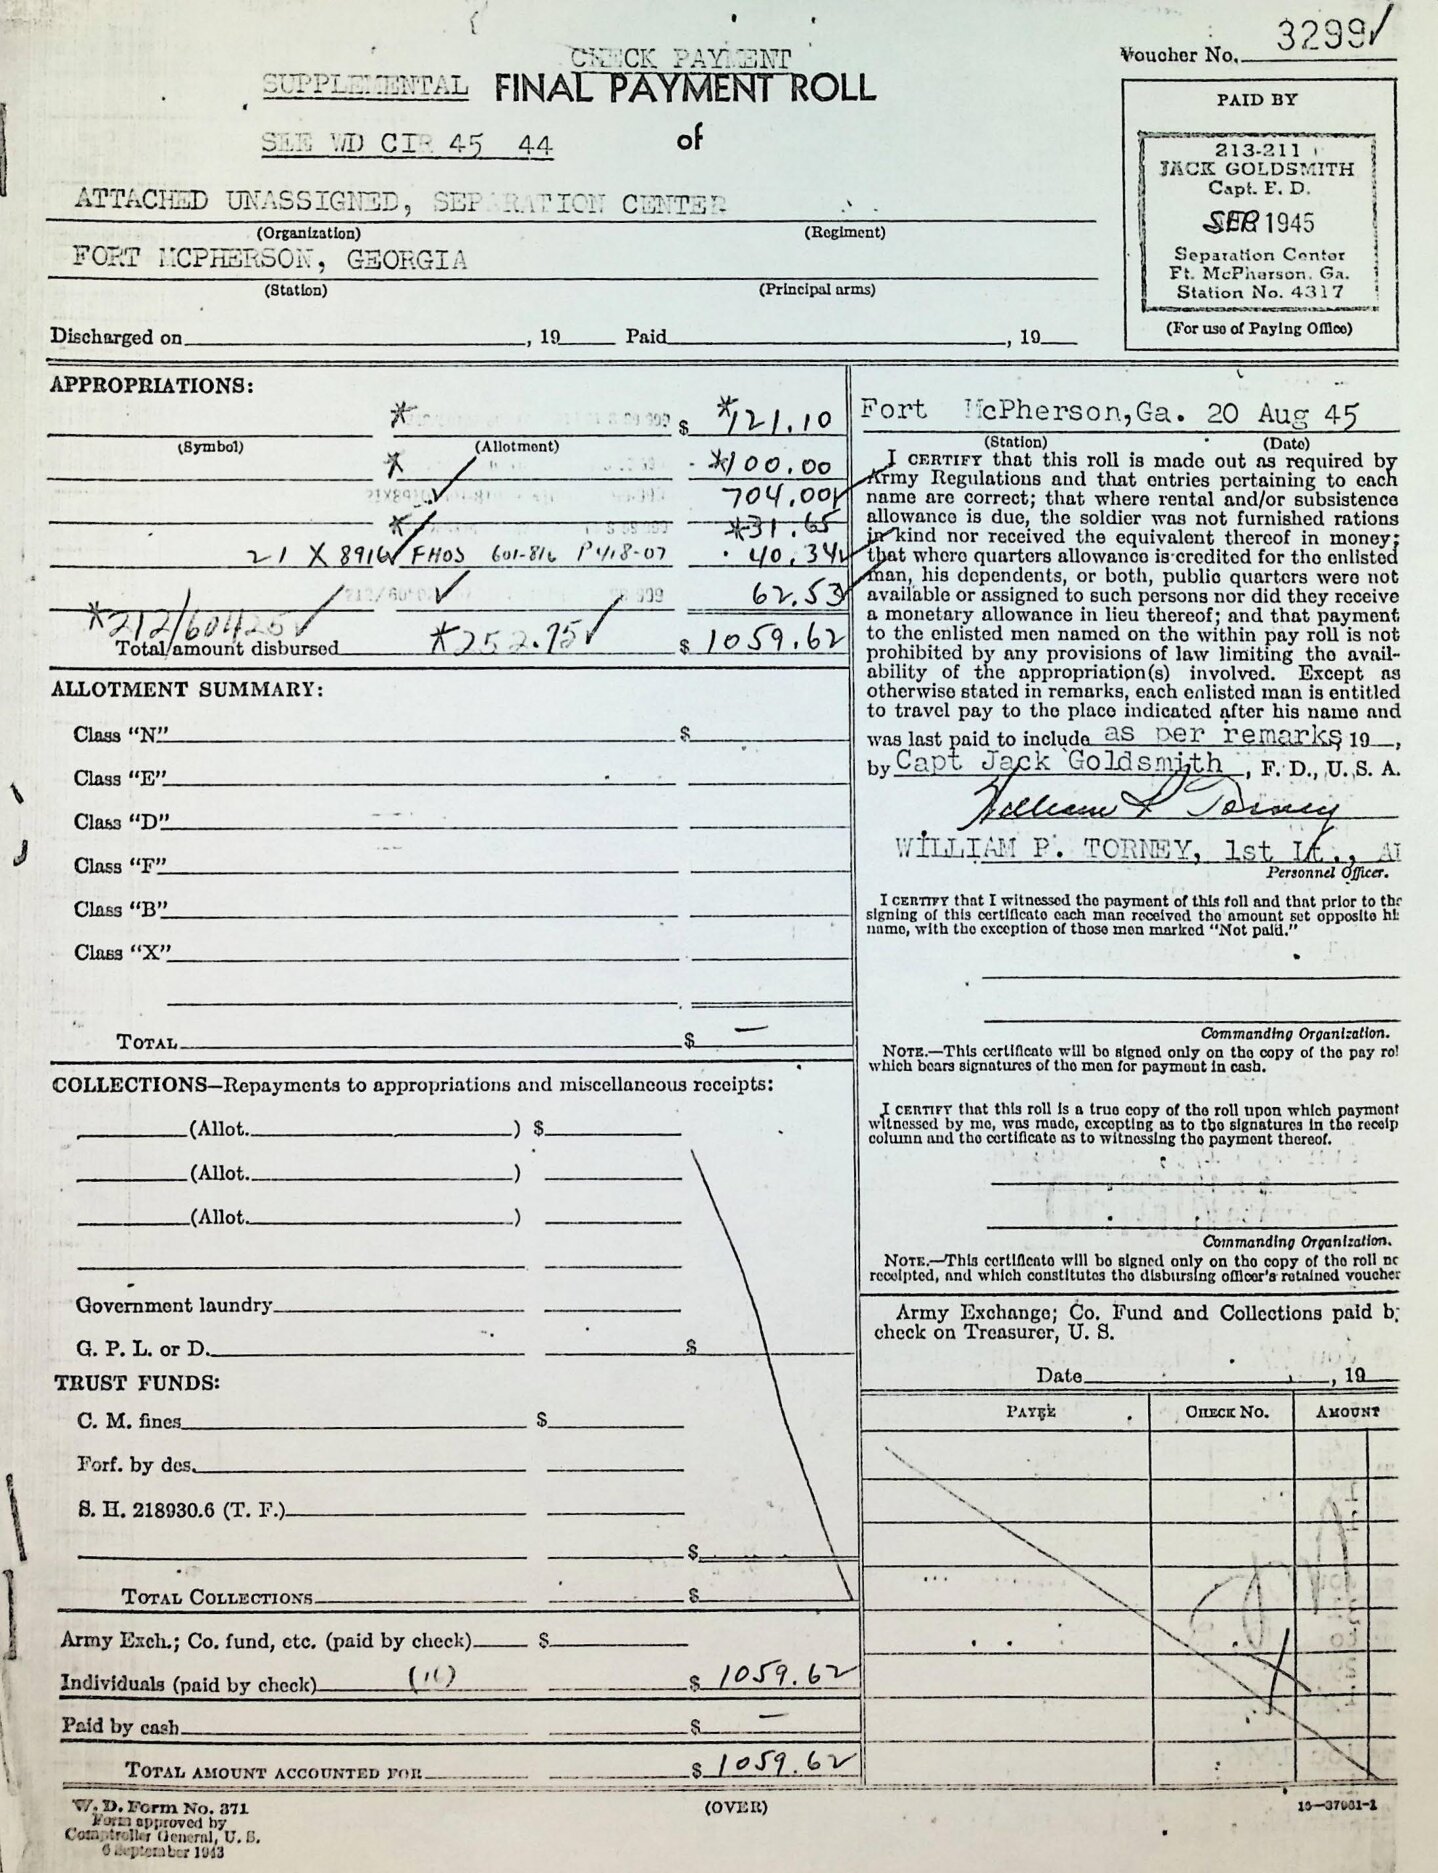 Voucher No. 3299
CHECK PAYMENT
SUPPLEMENTAL FINAL PAYMENT ROLL
SEE WD CIR 45 44 of
ATTACHED UNASSIGNED, SEPARATION CENTER
(Organization) (Regiment)
FORT MCPHERSON, GEORGIA
(Station) (Principal arms)
Discharged on , 19 Paid , 19
PAID BY
213-211
JACK GOLDSMITH
Capt. F. D.
SEP 1945
Separation Center
Ft. McPherson, Ga.
Station No. 4317
(For use of Paying Office)
APPROPRIATIONS:
* $ *121.10
(Symbol) (Allotment)
* *100.00
704.00
* *31.65
21 X 8916 FHOS 601-816 P418-07 40.34
62.53
*212/60425
Total amount disbursed *252.75 $ 1059.62
ALLOTMENT SUMMARY:
Class "N" $
Class "E"
Class "D"
Class "F"
Class "B"
Class "X"
TOTAL $ —
COLLECTIONS—Repayments to appropriations and miscellaneous receipts:
(Allot. ) $
(Allot. )
(Allot. )
Government laundry
G. P. L. or D. $
TRUST FUNDS:
C. M. fines $
Forf. by des.
S. H. 218930.6 (T. F.)
$
TOTAL COLLECTIONS $
Army Exch.; Co. fund, etc. (paid by check) $
Individuals (paid by check) $ 1059.62
Paid by cash $ —
TOTAL AMOUNT ACCOUNTED FOR $ 1059.62
Fort McPherson, Ga. 20 Aug 45
(Station) (Date)
I CERTIFY that this roll is made out as required by
Army Regulations and that entries pertaining to each
name are correct; that where rental and/or subsistence
allowance is due, the soldier was not furnished rations
in kind nor received the equivalent thereof in money;
that where quarters allowance is credited for the enlisted
man, his dependents, or both, public quarters were not
available or assigned to such persons nor did they receive
a monetary allowance in lieu thereof; and that payment
to the enlisted men named on the within pay roll is not
prohibited by any provisions of law limiting the avail-
ability of the appropriation(s) involved. Except as
otherwise stated in remarks, each enlisted man is entitled
to travel pay to the place indicated after his name and
was last paid to include as per remarks 19 ,
by Capt Jack Goldsmith , F. D., U. S. A.
William P Torney
WILLIAM P. TORNEY, 1st Lt., A
Personnel Officer.
I CERTIFY that I witnessed the payment of this roll and that prior to the
signing of this certificate each man received the amount set opposite hi
name, with the exception of those men marked "Not paid."
Commanding Organization.
NOTE.—This certificate will be signed only on the copy of the pay rol
which bears signatures of the men for payment in cash.
I CERTIFY that this roll is a true copy of the roll upon which payment
witnessed by me, was made, excepting as to the signatures in the receip
column and the certificate as to witnessing the payment thereof.
Commanding Organization.
NOTE.—This certificate will be signed only on the copy of the roll no
receipted, and which constitutes the disbursing officer's retained voucher
Army Exchange; Co. Fund and Collections paid b
check on Treasurer, U. S.
Date , 19
PAYEE CHECK NO. AMOUNT
W. D. Form No. 371
Form approved by
Comptroller General, U. S.
6 September 1943
(OVER)
16—37981-1